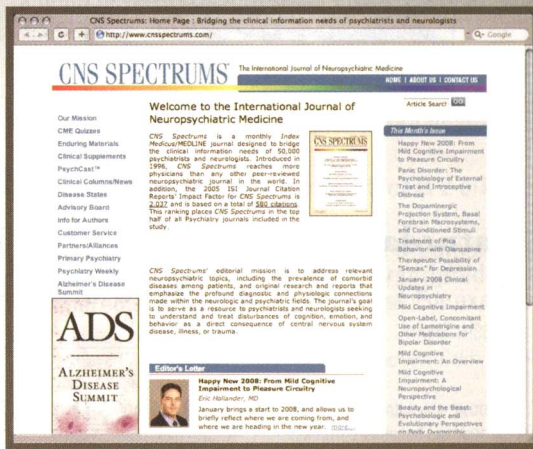 CNS Spectrums: Home Page : Bridging the clinical information needs of psychiatrists and neurologists
http://www.cnsspectrums.com/
Google
CNS SPECTRUMS
The International Journal of Neuropsychiatric Medicine
HOME | ABOUT US | CONTACT US
Article Search GO
Our Mission
CME Quizzes
Enduring Materials
Clinical Supplements
PsychCast™
Clinical Columns/News
Disease States
Advisory Board
Info for Authors
Customer Service
Partners/Alliances
Primary Psychiatry
Psychiatry Weekly
Alzheimer's Disease
Summit
ADS
ALZHEIMER'S
DISEASE
SUMMIT
Welcome to the International Journal of
Neuropsychiatric Medicine
CNS Spectrums is a monthly Index
Medicus/MEDLINE journal designed to bridge
the clinical information needs of 50,000
psychiatrists and neurologists. Introduced in
1996, CNS Spectrums reaches more
physicians than any other peer-reviewed
neuropsychiatric journal in the world. In
addition, the 2005 ISI Journal Citation
Reports' Impact Factor for CNS Spectrums is
2.037 and is based on a total of 580 citations.
This ranking places CNS Spectrums in the top
half of all Psychiatry journals included in the
study.
CNS SPECTRUMS
CNS Spectrums' editorial mission is to address relevant
neuropsychiatric topics, including the prevalence of comorbid
diseases among patients, and original research and reports that
emphasize the profound diagnostic and physiologic connections
made within the neurologic and psychiatric fields. The journal's goal
is to serve as a resource to psychiatrists and neurologists seeking
to understand and treat disturbances of cognition, emotion, and
behavior as a direct consequence of central nervous system
disease, illness, or trauma.
Editor's Letter
Happy New 2008: From Mild Cognitive
Impairment to Pleasure Circuitry
Eric Hollander, MD
January brings a start to 2008, and allows us to
briefly reflect where we are coming from, and
where we are heading in the new year. more...
This Month's Issue
Happy New 2008: From
Mild Cognitive
Impairment to Pleasure
Circuitry
Panic Disorder: The
Psychobiology of External
Treat and Introceptive
Distress
The Dopaminergic
Projection System, Basal
Forebrain Macrosystems,
and Conditioned Stimuli
Treatment of Pica
Behavior with Olanzapine
Therapeutic Possibility of
"Semas" for Depression
January 2008 Clinical
Updates in
Neuropsychiatry
Mild Cognitive Impairment
Open-Label, Concomitant
Use of Lamotrigine and
Other Medications for
Bipolar Disorder
Mild Cognitive
Impairment: An Overview
Mild Cognitive
Impairment: A
Neuropsychological
Perspective
Beauty and the Beast:
Psychobiologic and
Evolutionary Perspectives
on Body Dysmorphic